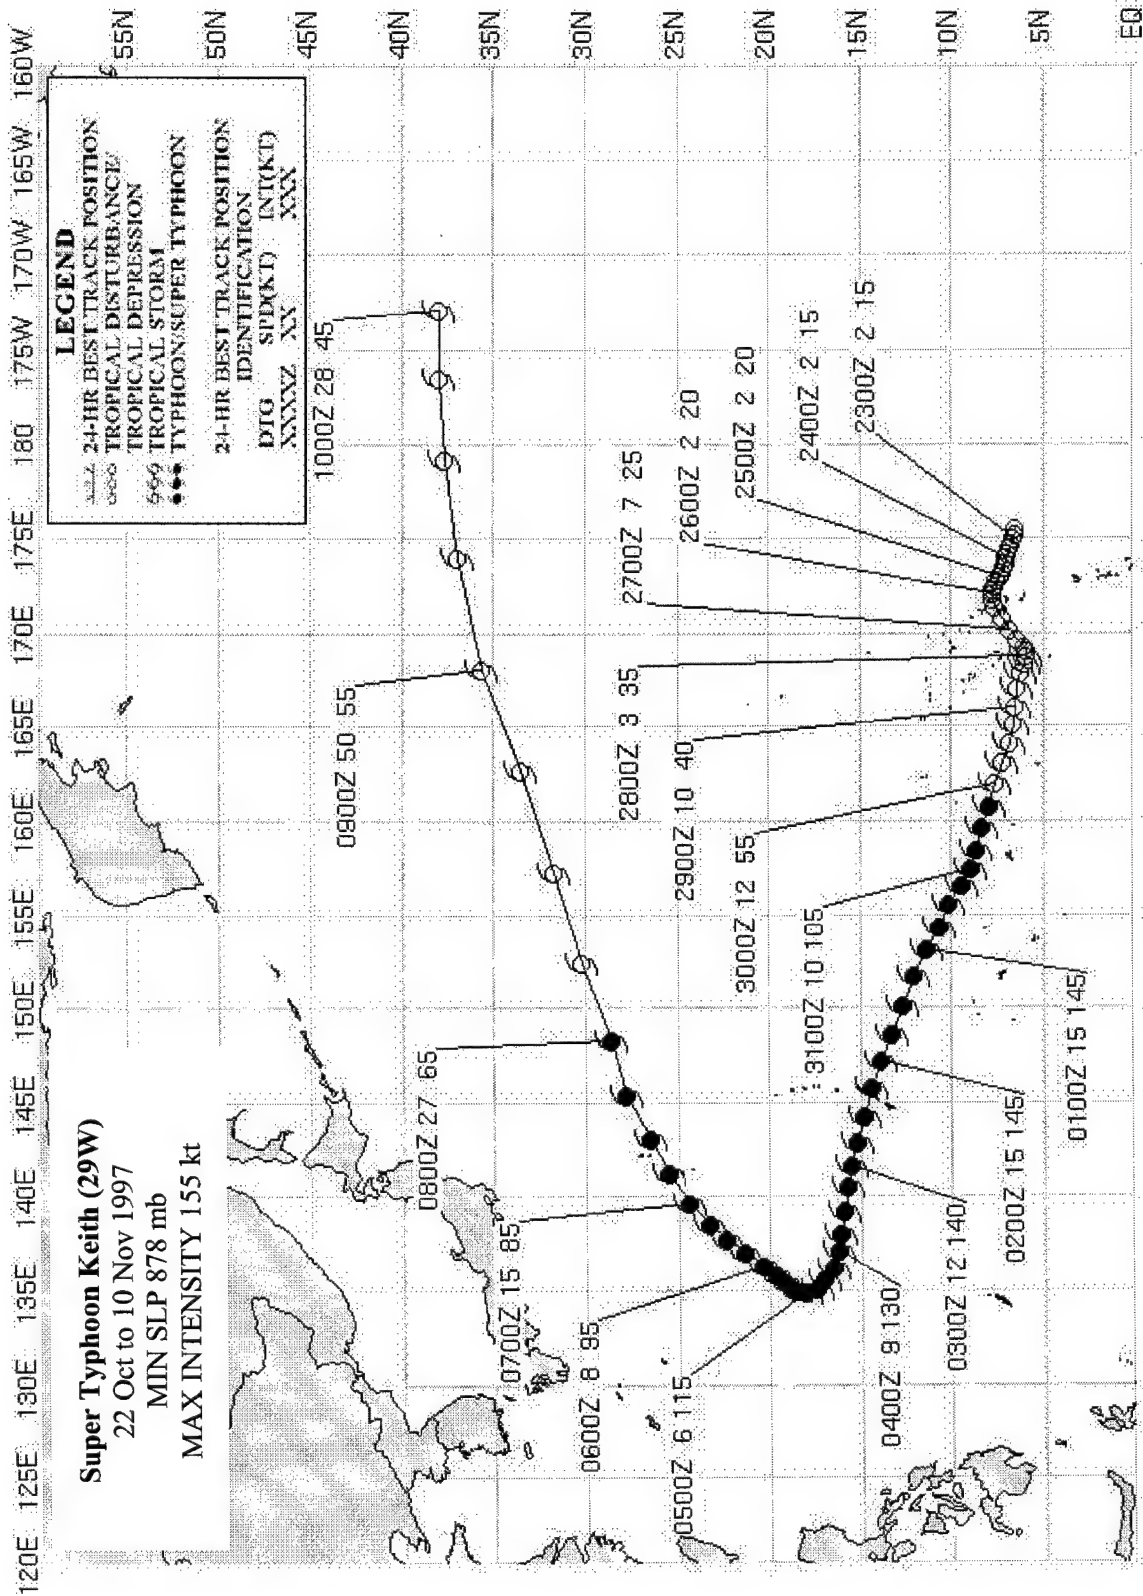 Super Typhoon Keith (29W)
22 Oct to 10 Nov 1997
MIN SLP 878 mb
MAX INTENSITY 155 kt
LEGEND
24-HR BEST TRACK POSITION
TROPICAL DISTURBANCE/
TROPICAL DEPRESSION
TROPICAL STORM
TYPHOON/SUPER TYPHOON
24-HR BEST TRACK POSITION
IDENTIFICATION
DTG SPD(KT) INT(KT)
XXXXZ XX XXX
120E 125E 130E 135E 140E 145E 150E 155E 160E 165E 170E 175E 180 175W 170W 165W 160W
55N
50N
40N
35N
30N
25N
20N
15N
10N
5N
EQ
1000Z 28 45
0900Z 50 55
0800Z 27 65
0700Z 15 85
0600Z 8 95
0500Z 6 115
0400Z 9 130
0300Z 12 140
0200Z 15 145
0100Z 15 145
3100Z 10 105
3000Z 12 55
2900Z 10 40
2800Z 3 35
2700Z 7 25
2600Z 2 20
2500Z 2 20
2400Z 2 15
2300Z 2 15